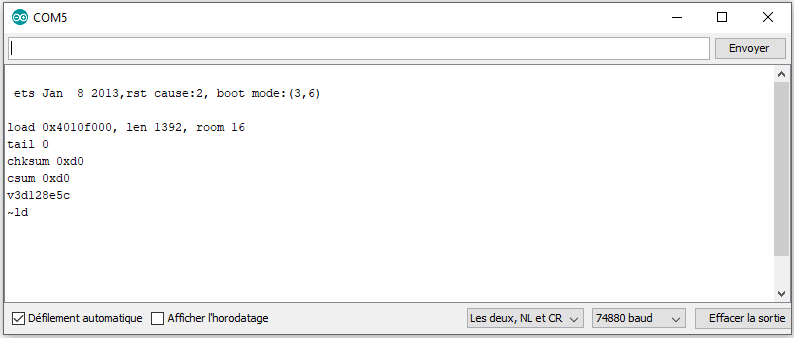 COM5
Envoyer
ets Jan  8 2013,rst cause:2, boot mode:(3,6)
load 0x4010f000, len 1392, room 16
tail 0
chksum 0xd0
csum 0xd0
v3d128e5c
~ld
Défilement automatique
Afficher l'horodatage
Les deux, NL et CR
74880 baud
Effacer la sortie